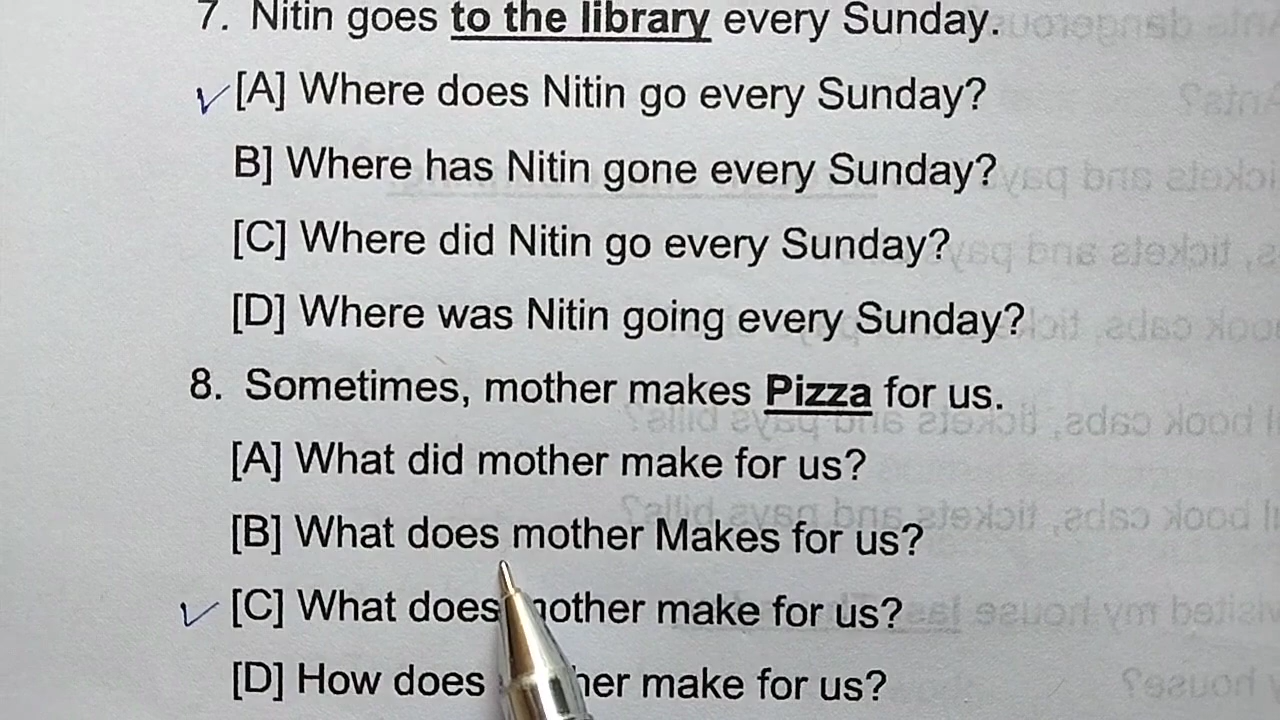 7. Nitin goes to the library every Sunday.
[A] Where does Nitin go every Sunday?
B] Where has Nitin gone every Sunday?
[C] Where did Nitin go every Sunday?
[D] Where was Nitin going every Sunday?
8. Sometimes, mother makes Pizza for us.
[A] What did mother make for us?
[B] What does mother Makes for us?
[C] What does mother make for us?
[D] How does make for us?